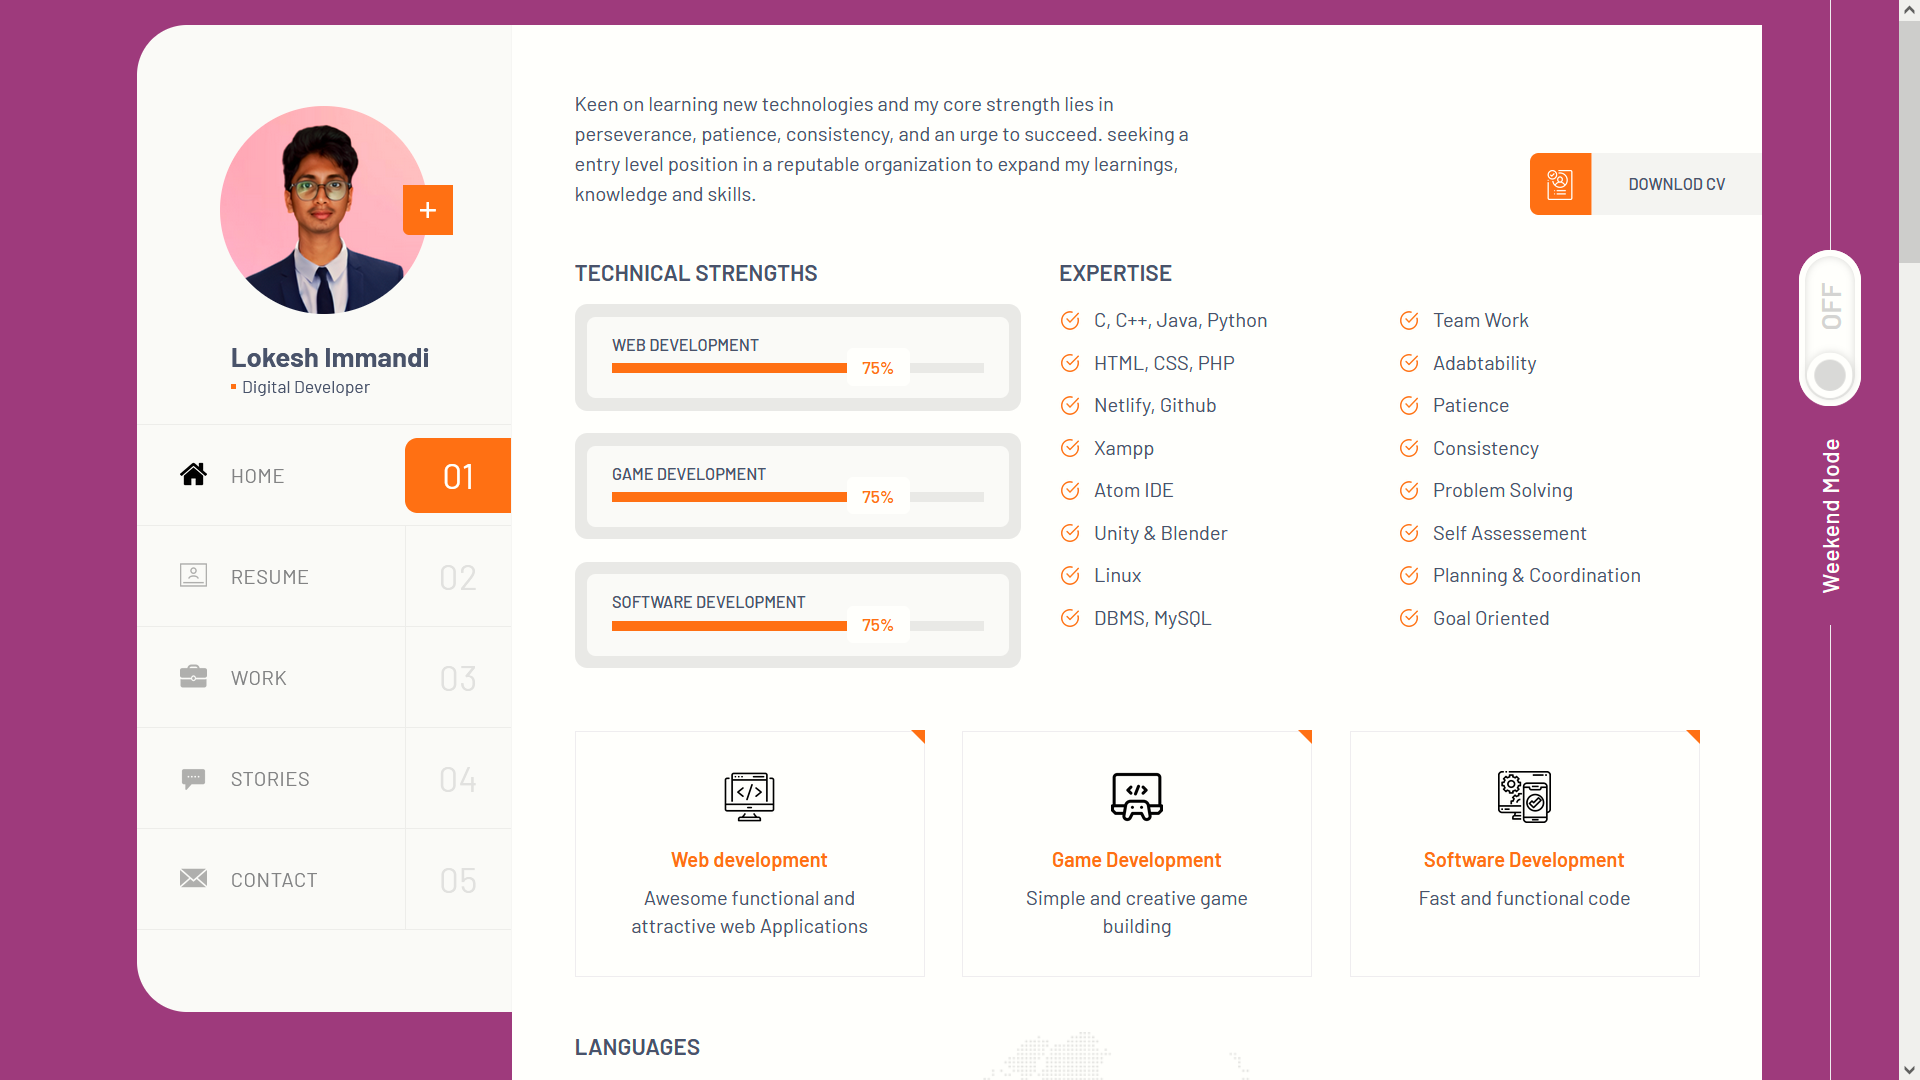 Lokesh Immandi
Digital Developer
HOME 01
RESUME 02
WORK 03
STORIES 04
CONTACT 05
Keen on learning new technologies and my core strength lies in
perseverance, patience, consistency, and an urge to succeed. seeking a
entry level position in a reputable organization to expand my learnings,
knowledge and skills.
DOWNLOD CV
TECHNICAL STRENGTHS
WEB DEVELOPMENT
75%
GAME DEVELOPMENT
75%
SOFTWARE DEVELOPMENT
75%
EXPERTISE
C, C++, Java, Python
HTML, CSS, PHP
Netlify, Github
Xampp
Atom IDE
Unity & Blender
Linux
DBMS, MySQL
Team Work
Adabtability
Patience
Consistency
Problem Solving
Self Assessement
Planning & Coordination
Goal Oriented
Web development
Awesome functional and
attractive web Applications
Game Development
Simple and creative game
building
Software Development
Fast and functional code
LANGUAGES
OFF
Weekend Mode